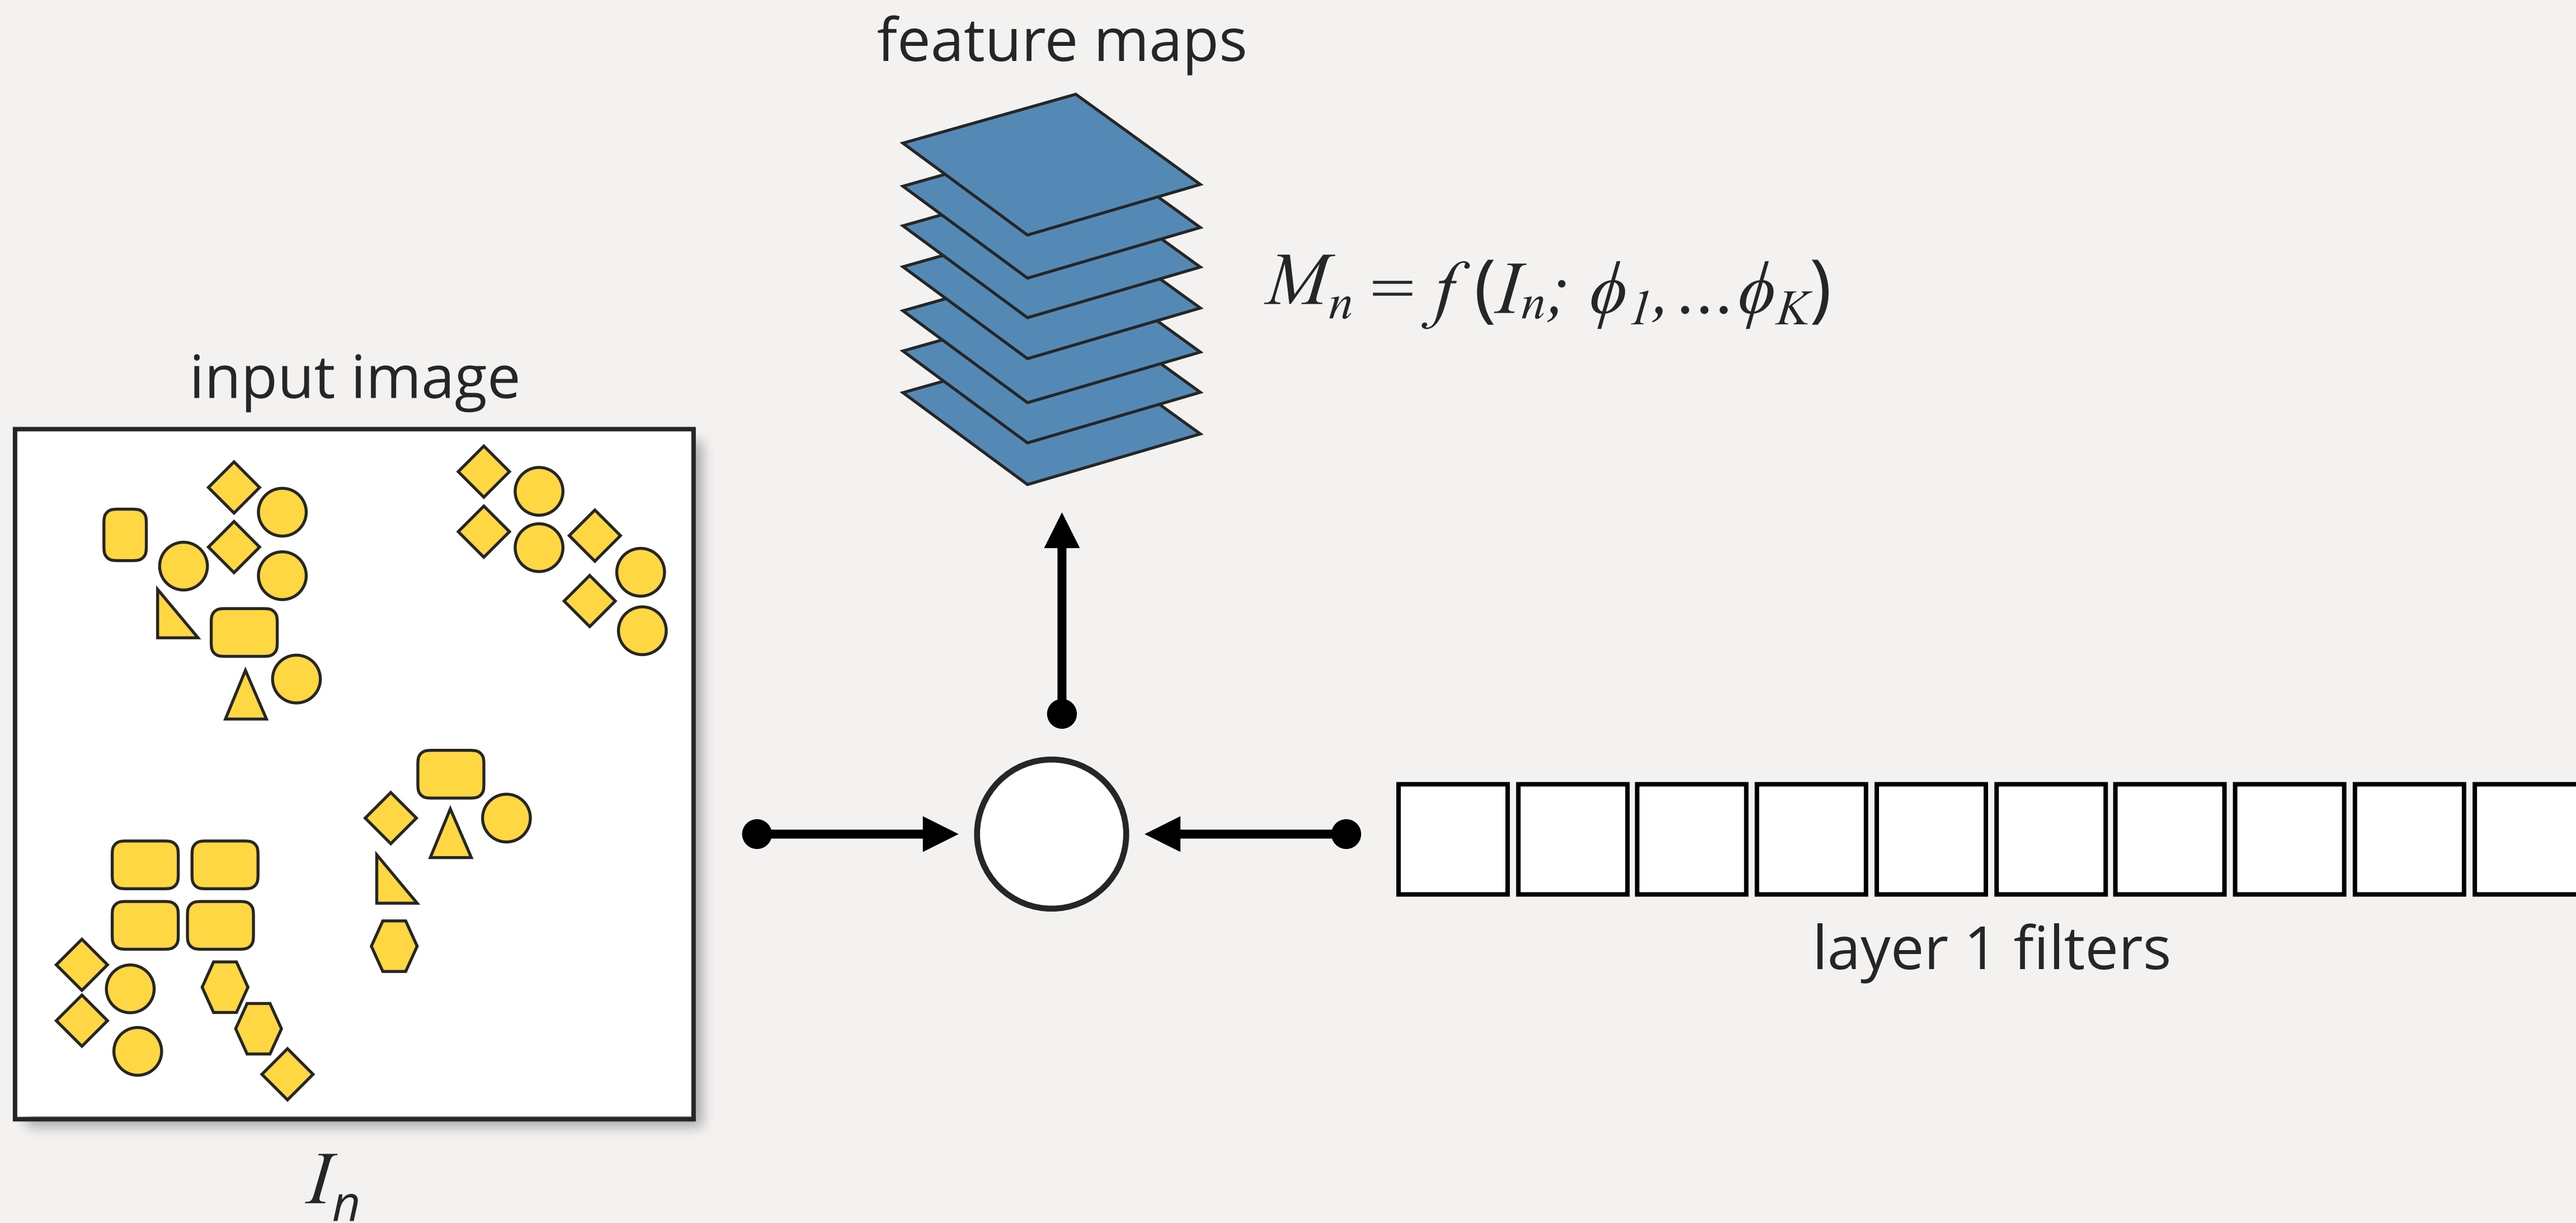 feature maps
Mn = f (In; ϕ1, ...ϕK)
input image
In
layer 1 filters